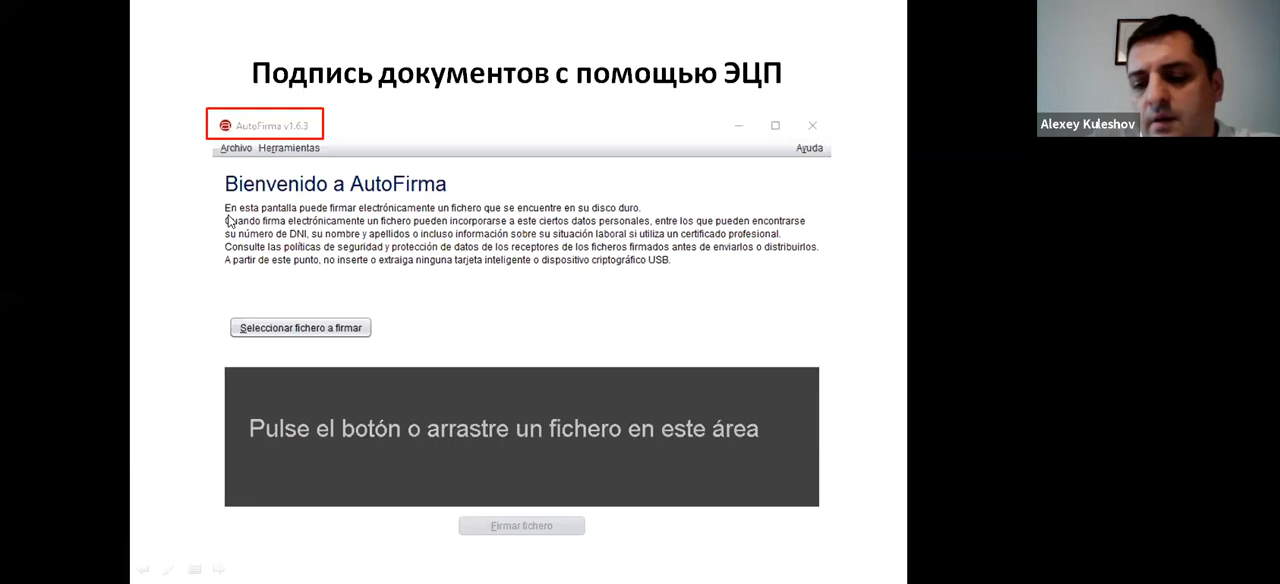 Подпись документов с помощью ЭЦП
Alexey Kuleshov
AutoFirma v1.6.3
Archivo Herramientas Ayuda
Bienvenido a AutoFirma
En esta pantalla puede firmar electrónicamente un fichero que se encuentre en su disco duro.
Cuando firma electrónicamente un fichero pueden incorporarse a este ciertos datos personales, entre los que pueden encontrarse
su número de DNI, su nombre y apellidos o incluso información sobre su situación laboral si utiliza un certificado profesional.
Consulte las políticas de seguridad y protección de datos de los receptores de los ficheros firmados antes de enviarlos o distribuirlos.
A partir de este punto, no inserte o extraiga ninguna tarjeta inteligente o dispositivo criptográfico USB.
Seleccionar fichero a firmar
Pulse el botón o arrastre un fichero en este área
Firmar fichero